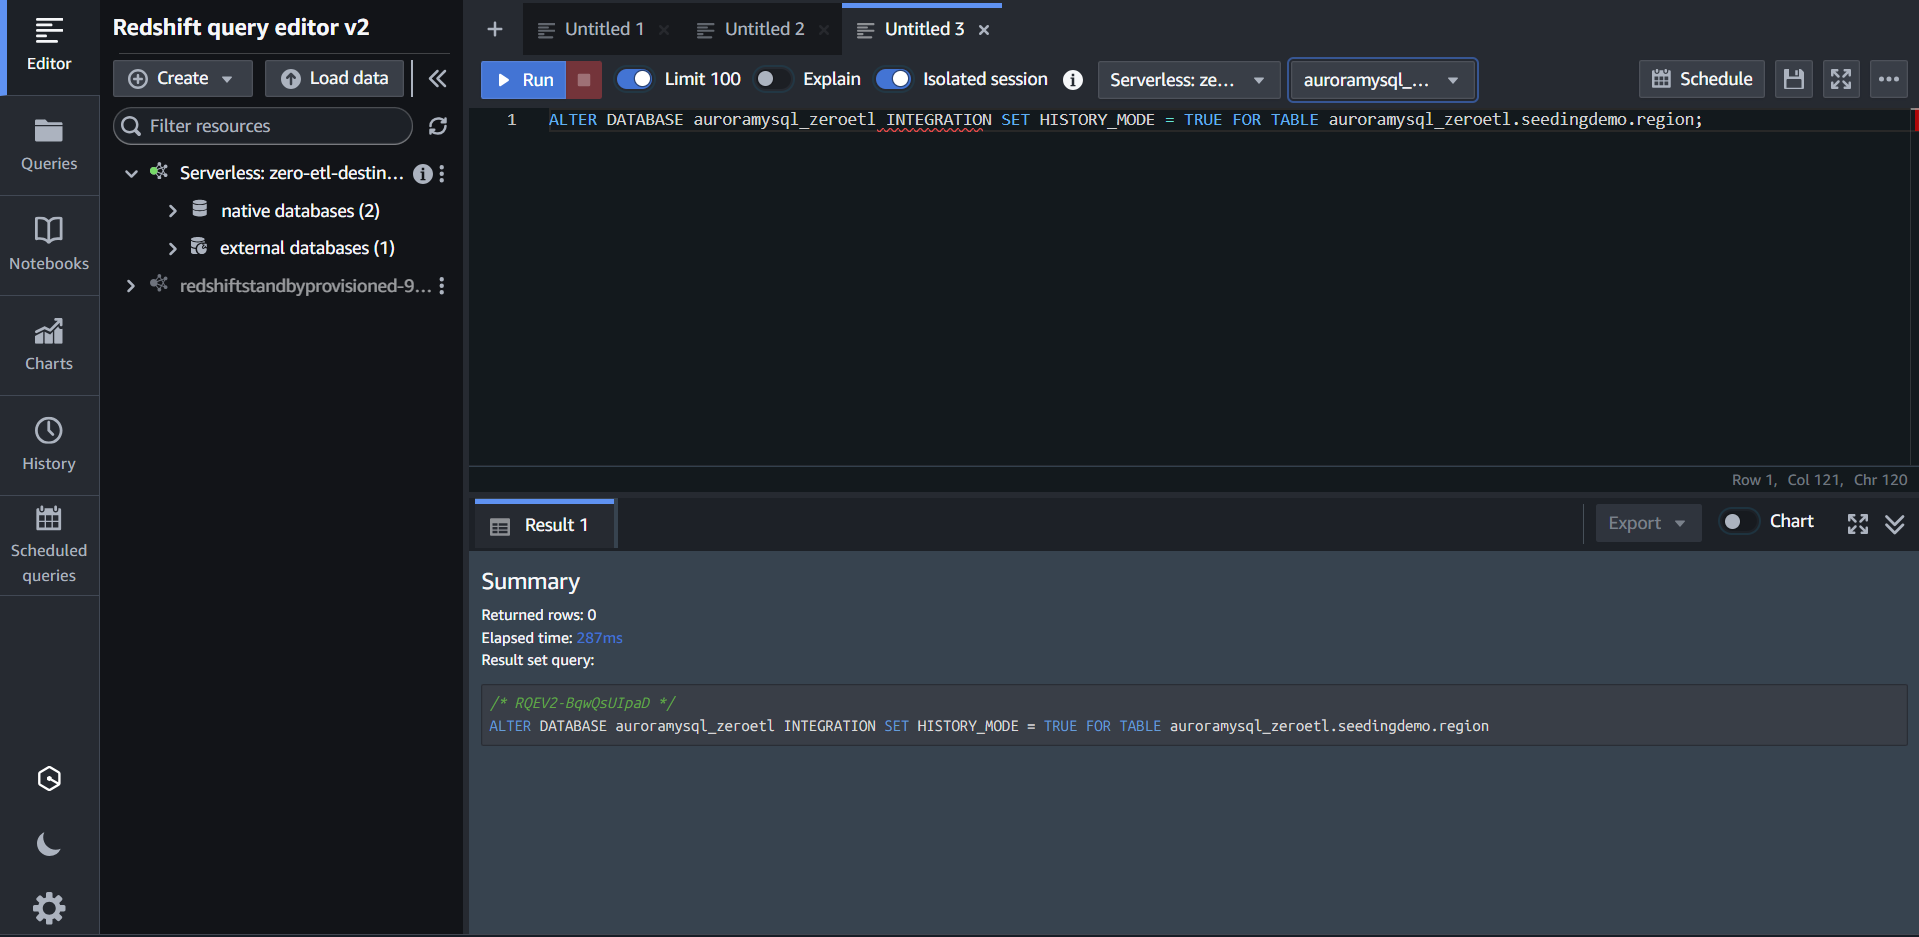 Redshift query editor v2
Editor
Create
Load data
Filter resources
Queries
Serverless: zero-etl-destin...
native databases (2)
external databases (1)
redshiftstandbyprovisioned-9...
Notebooks
Charts
History
Scheduled
queries
Untitled 1
Untitled 2
Untitled 3
Run
Limit 100
Explain
Isolated session
Serverless: ze...
auroramysql_...
Schedule
1 ALTER DATABASE auroramysql_zeroetl INTEGRATION SET HISTORY_MODE = TRUE FOR TABLE auroramysql_zeroetl.seedingdemo.region;
Row 1, Col 121, Chr 120
Result 1
Export
Chart
Summary
Returned rows: 0
Elapsed time: 287ms
Result set query:
/* RQEV2-BqwQsUIpaD */
ALTER DATABASE auroramysql_zeroetl INTEGRATION SET HISTORY_MODE = TRUE FOR TABLE auroramysql_zeroetl.seedingdemo.region